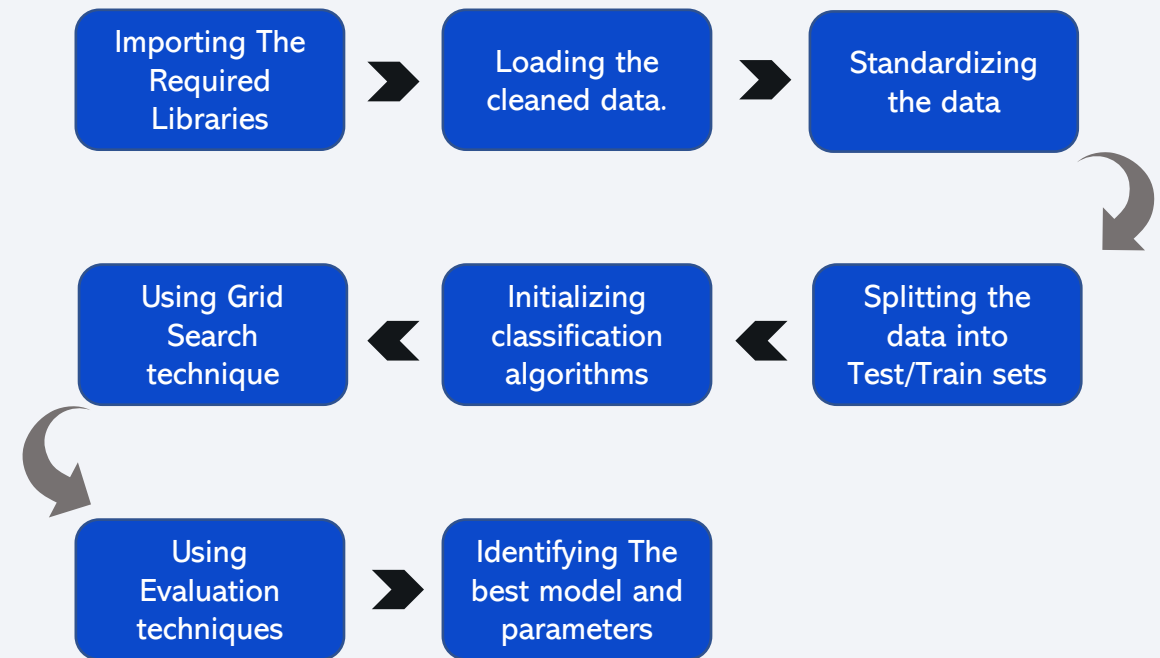 Importing The
Required
Libraries
Loading the
cleaned data.
Standardizing
the data
Splitting the
data into
Test/Train sets
Initializing
classification
algorithms
Using Grid
Search
technique
Using
Evaluation
techniques
Identifying The
best model and
parameters